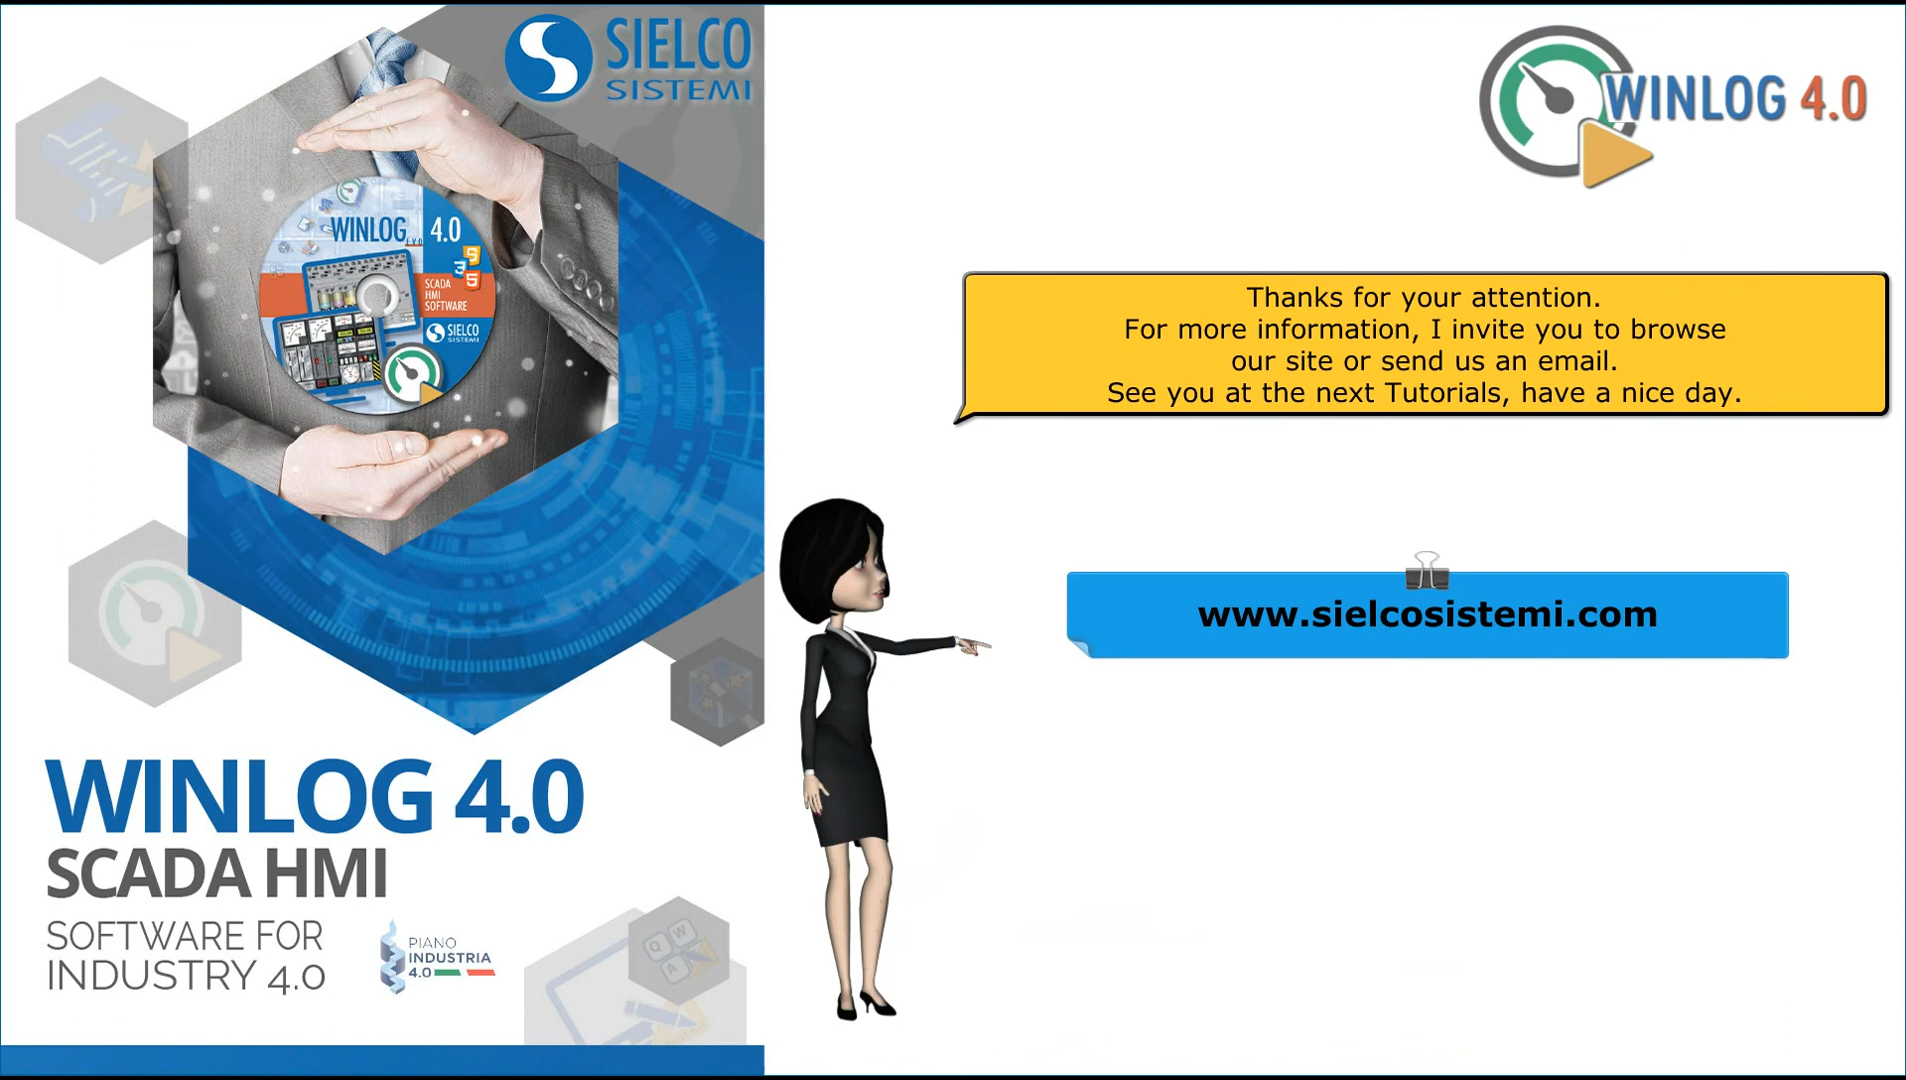 SIELCO
SISTEMI
WINLOG 4.0
WINLOG EVO 4.0
SCADA
HMI
SOFTWARE
SIELCO
SISTEMI
Thanks for your attention.
For more information, I invite you to browse
our site or send us an email.
See you at the next Tutorials, have a nice day.
www.sielcosistemi.com
WINLOG 4.0
SCADA HMI
SOFTWARE FOR
INDUSTRY 4.0
PIANO
INDUSTRIA
4.0
Q W
A